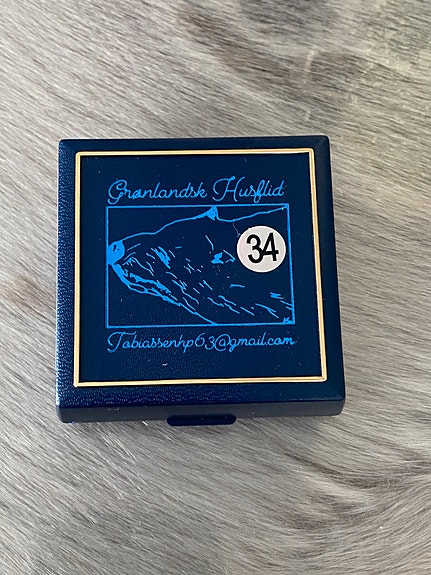 Grønlandsk Husflid
34
Tobiassenhp63@gmail.com